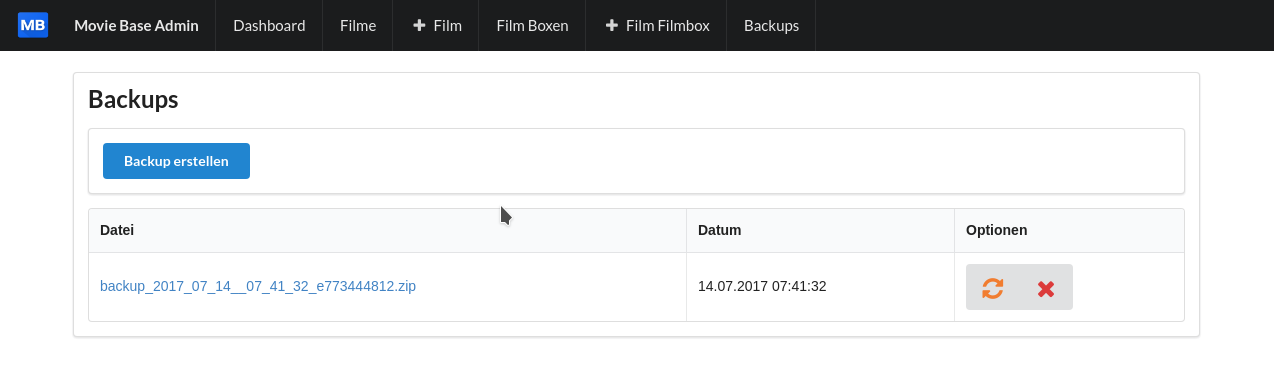 MB Movie Base Admin Dashboard Filme Film Film Boxen Film Filmbox Backups
Backups
Backup erstellen
Datei Datum Optionen
backup_2017_07_14__07_41_32_e773444812.zip 14.07.2017 07:41:32